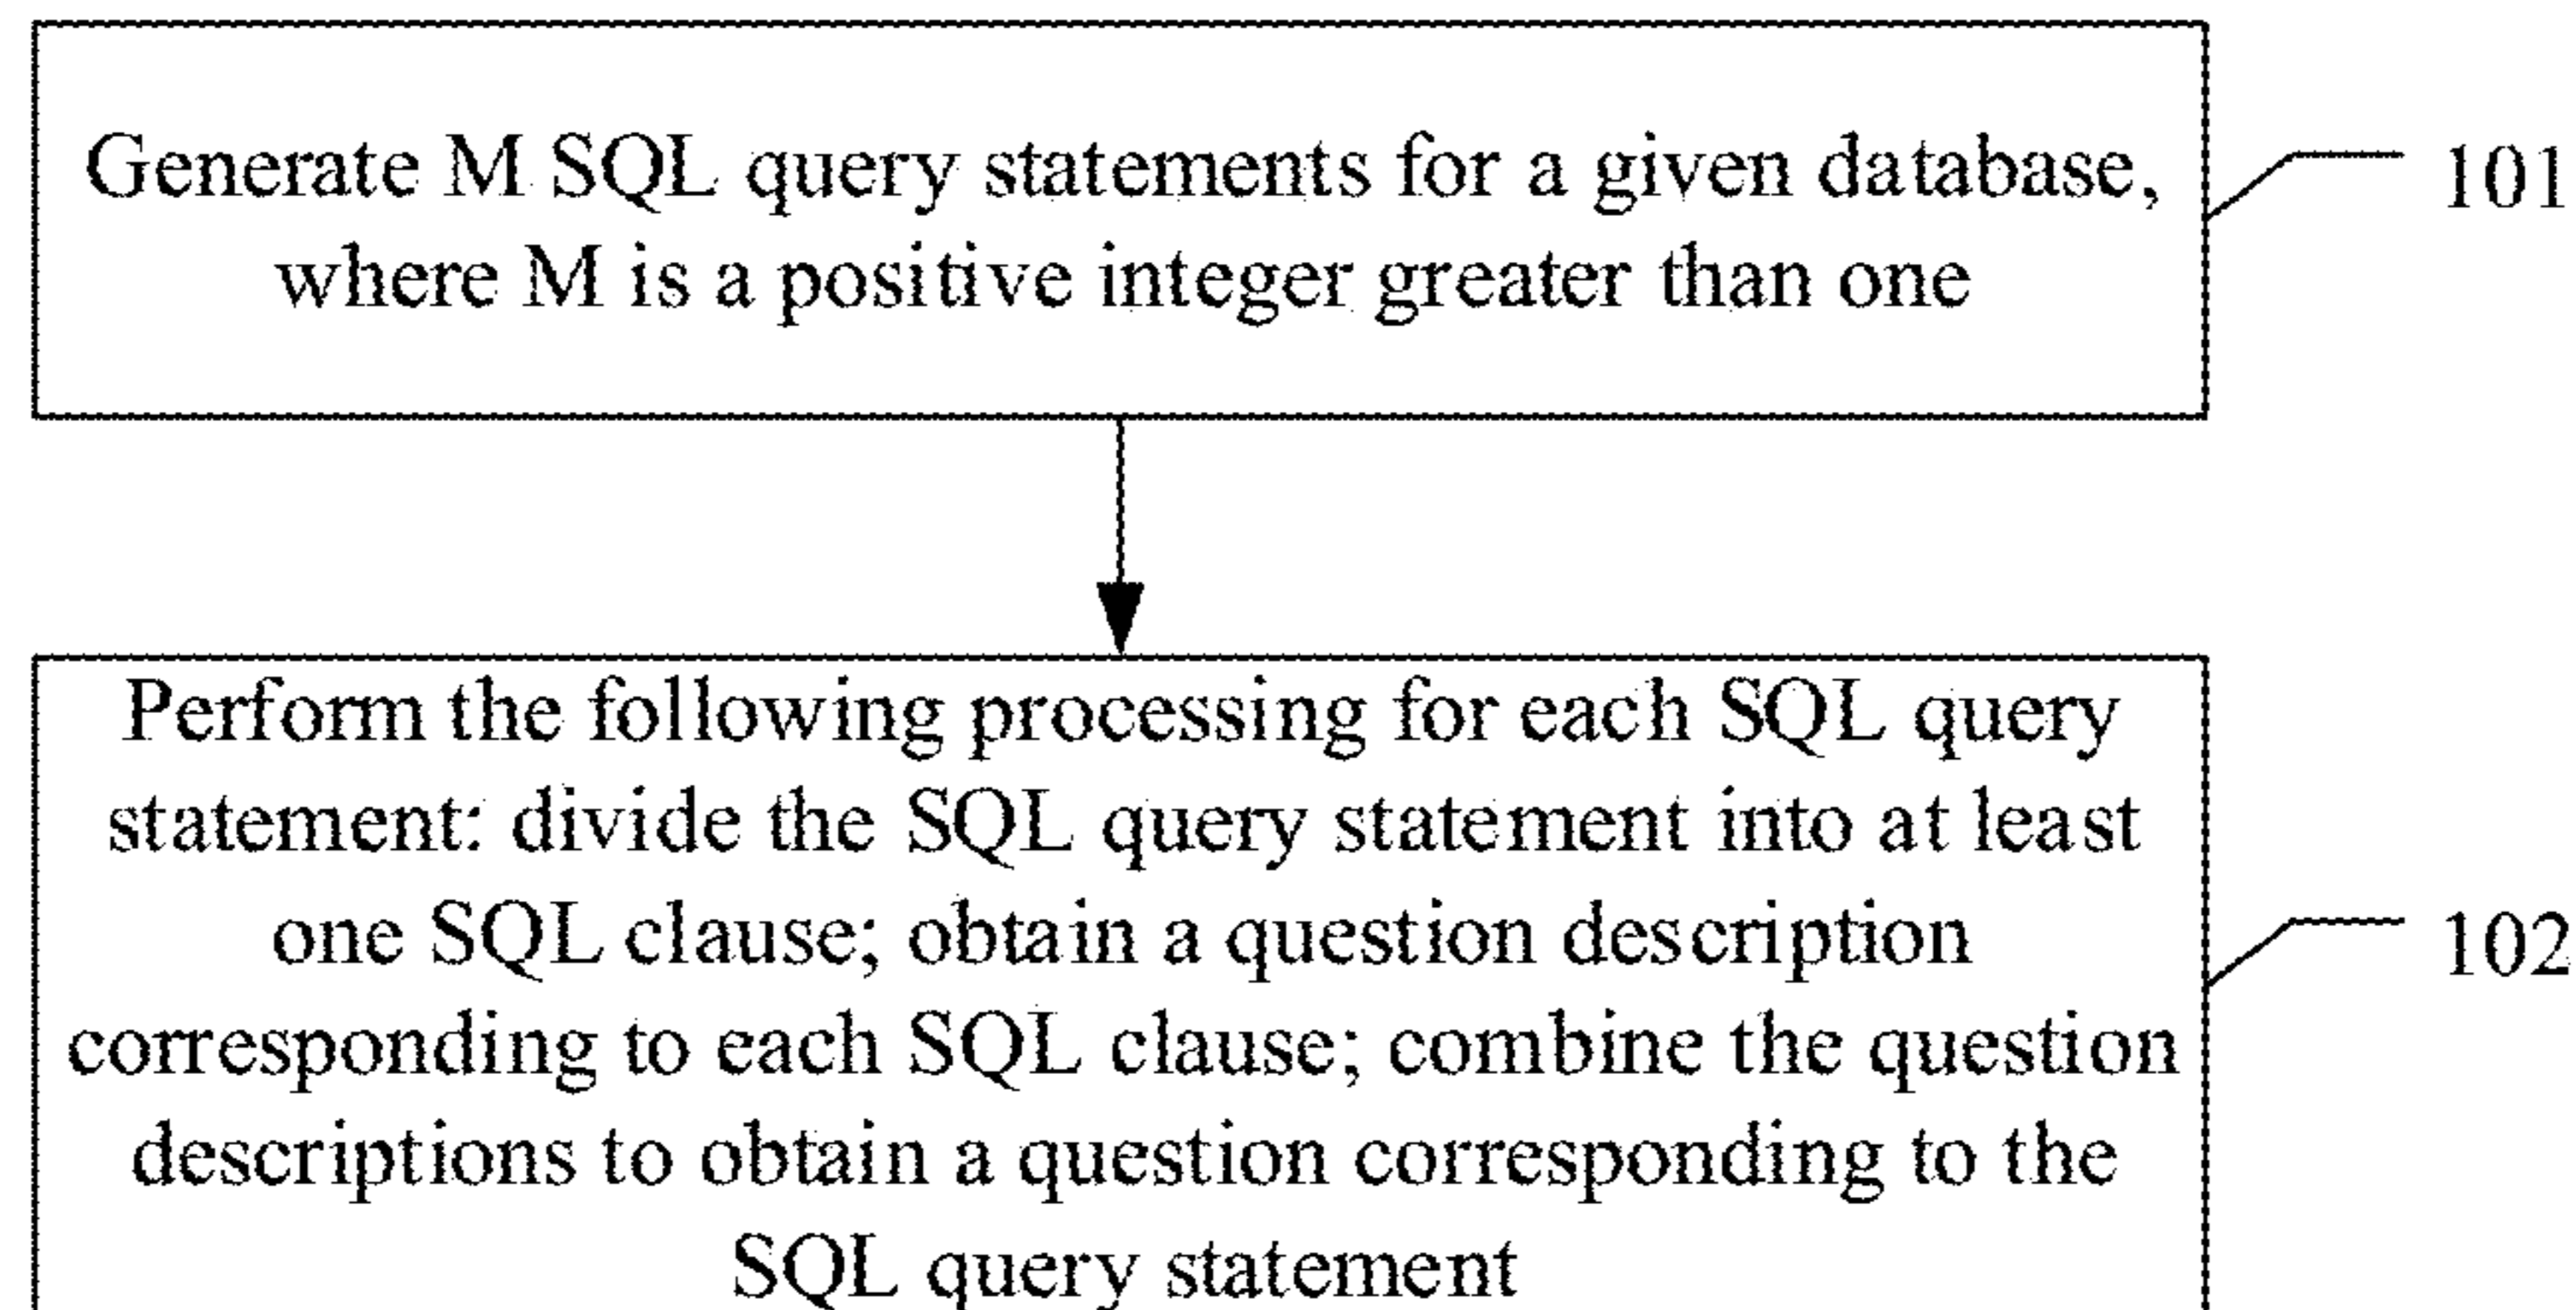 Generate M SQL query statements for a given database,
where M is a positive integer greater than one
101
Perform the following processing for each SQL query
statement: divide the SQL query statement into at least
one SQL clause; obtain a question description
corresponding to each SQL clause; combine the question
descriptions to obtain a question corresponding to the
SQL query statement
102